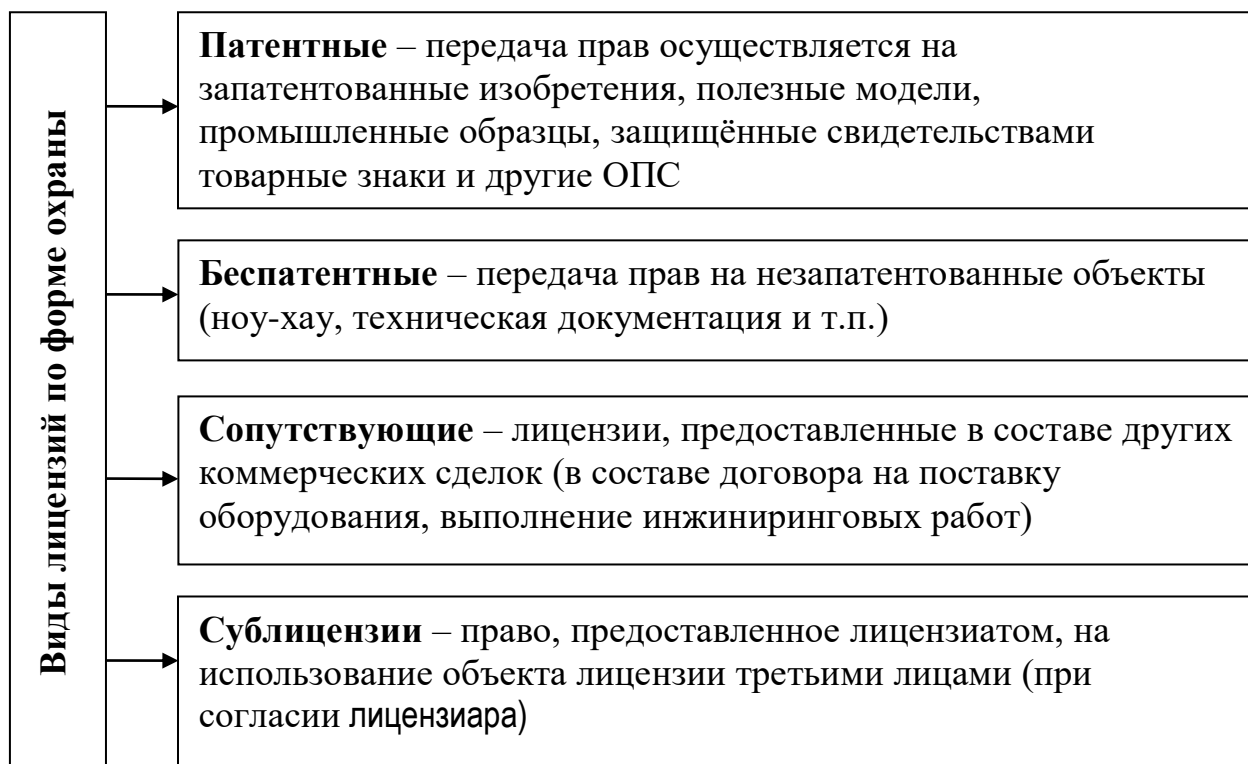 Виды лицензий по форме охраны
Патентные – передача прав осуществляется на
запатентованные изобретения, полезные модели,
промышленные образцы, защищённые свидетельствами
товарные знаки и другие ОПС
Беспатентные – передача прав на незапатентованные объекты
(ноу-хау, техническая документация и т.п.)
Сопутствующие – лицензии, предоставленные в составе других
коммерческих сделок (в составе договора на поставку
оборудования, выполнение инжиниринговых работ)
Сублицензии – право, предоставленное лицензиатом, на
использование объекта лицензии третьими лицами (при
согласии лицензиара)